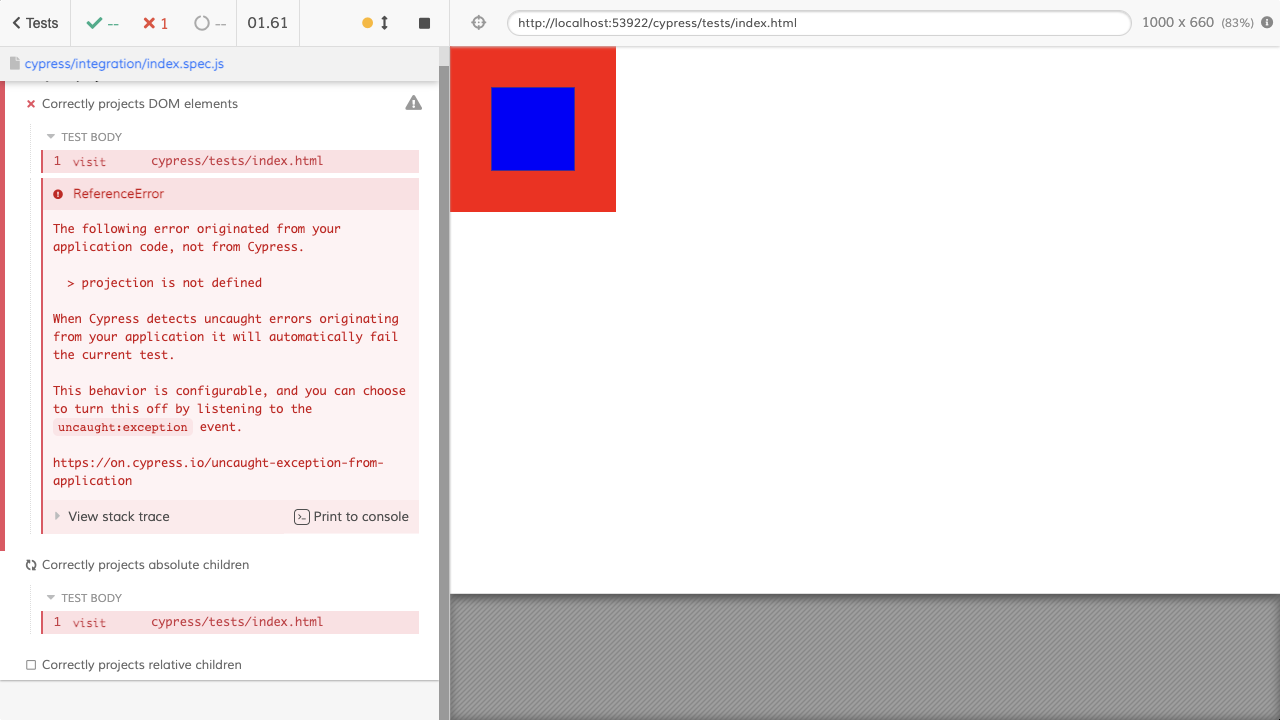 Tests
--
1
--
01.61
http://localhost:53922/cypress/tests/index.html
1000 x 660 (83%)
cypress/integration/index.spec.js
Correctly projects DOM elements
TEST BODY
1 visit cypress/tests/index.html
ReferenceError
The following error originated from your
application code, not from Cypress.
> projection is not defined
When Cypress detects uncaught errors originating
from your application it will automatically fail
the current test.
This behavior is configurable, and you can choose
to turn this off by listening to the
uncaught:exception event.
https://on.cypress.io/uncaught-exception-from-
application
View stack trace
Print to console
Correctly projects absolute children
TEST BODY
1 visit cypress/tests/index.html
Correctly projects relative children